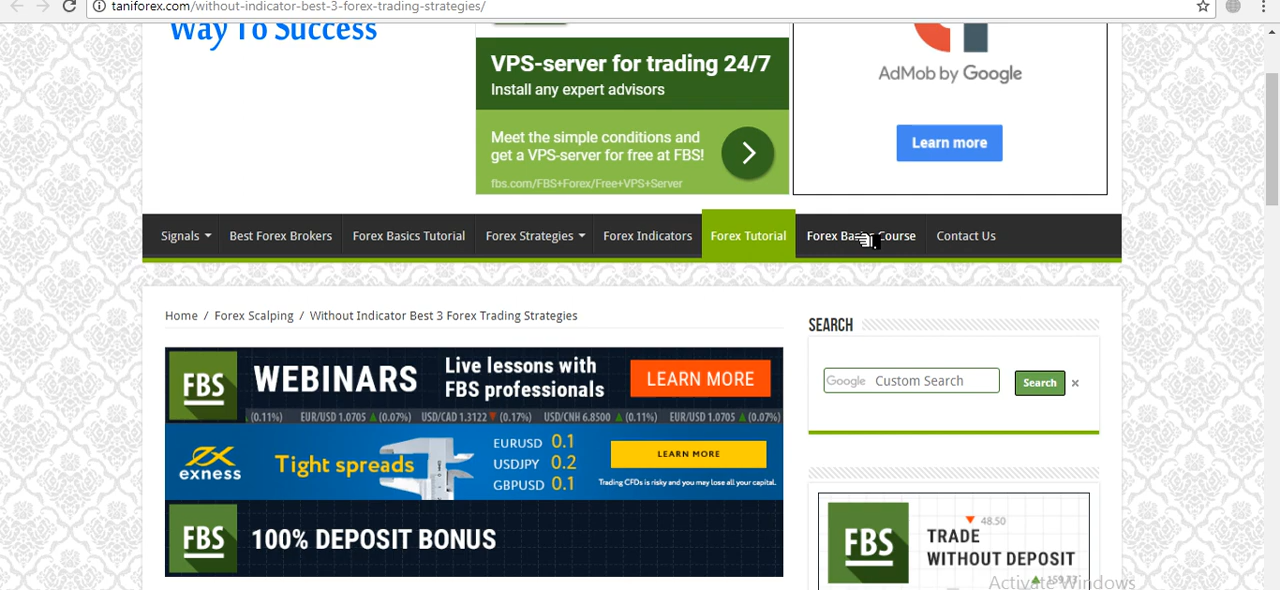 taniforex.com/without-indicator-best-3-forex-trading-strategies/
Way To Success
VPS-server for trading 24/7
Install any expert advisors
Meet the simple conditions and
get a VPS-server for free at FBS!
fbs.com/FBS+Forex/Free+VPS+Server
AdMob by Google
Learn more
Signals Best Forex Brokers Forex Basics Tutorial Forex Strategies Forex Indicators Forex Tutorial Forex Basics Course Contact Us
Home / Forex Scalping / Without Indicator Best 3 Forex Trading Strategies
FBS
WEBINARS
Live lessons with
FBS professionals
LEARN MORE
(0.11%) EUR/USD 1.0705 (0.07%) USD/CAD 1.3122 (0.17%) USD/CNH 6.8500 (0.11%) EUR/USD 1.0705 (0.07%)
exness
Tight spreads
EURUSD 0.1
USDJPY 0.2
GBPUSD 0.1
LEARN MORE
Trading CFDs is risky and you may lose all your capital.
FBS
100% DEPOSIT BONUS
SEARCH
Google Custom Search
Search ×
FBS
48.50
TRADE
WITHOUT DEPOSIT
Activate Windows